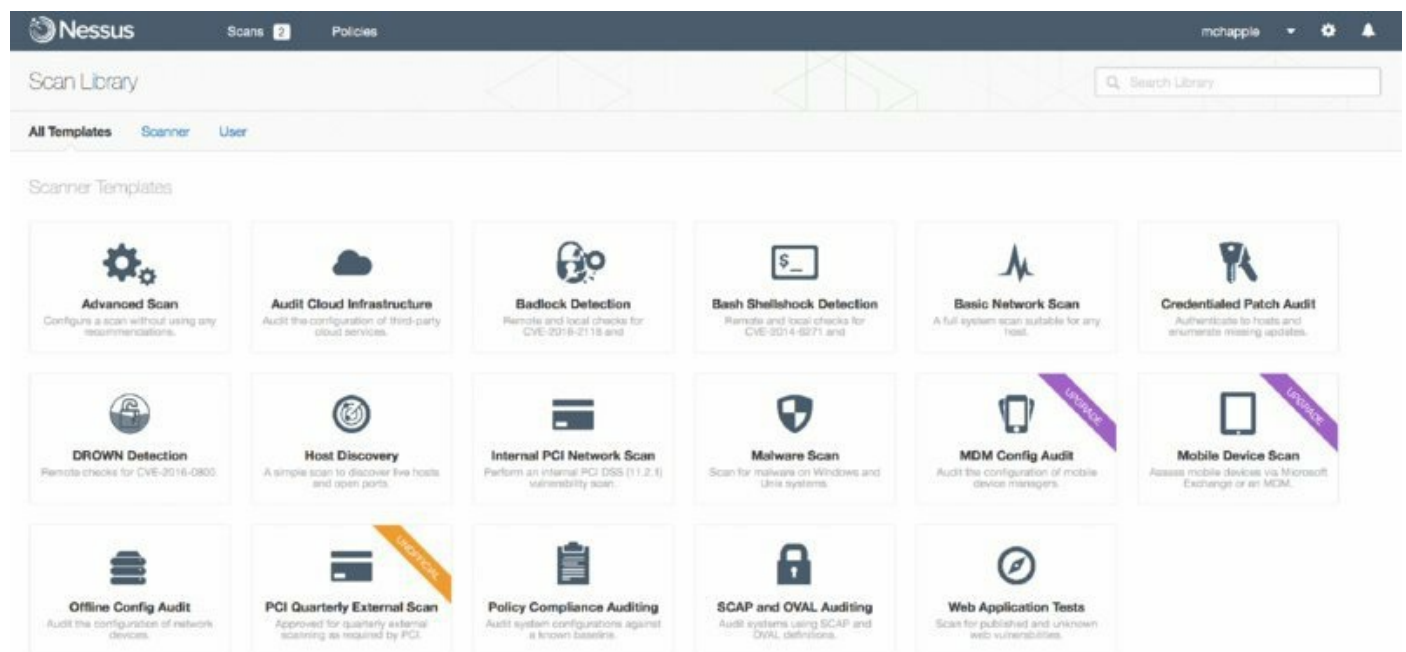 Nessus
Scans 2 Policies
mchapple
Scan Library
Search Library
All Templates Scanner User
Scanner Templates
Advanced Scan
Configure a scan without using any
recommendations.
Audit Cloud Infrastructure
Audit the configuration of third-party
cloud services.
Badlock Detection
Remote and local checks for
CVE-2016-2118 and
$_
Bash Shellshock Detection
Remote and local checks for
CVE-2014-6271 and
Basic Network Scan
A full system scan suitable for any
host.
Credentialed Patch Audit
Authenticate to hosts and
enumerate missing updates.
DROWN Detection
Remote checks for CVE-2016-0800.
Host Discovery
A simple scan to discover live hosts
and open ports.
Internal PCI Network Scan
Perform an internal PCI DSS (11.2.1)
vulnerability scan.
Malware Scan
Scan for malware on Windows and
Unix systems.
UPGRADE
MDM Config Audit
Audit the configuration of mobile
device managers.
UPGRADE
Mobile Device Scan
Assess mobile devices via Microsoft
Exchange or an MDM.
Offline Config Audit
Audit the configuration of network
devices.
UNOFFICIAL
PCI Quarterly External Scan
Approved for quarterly external
scanning as required by PCI.
Policy Compliance Auditing
Audit system configurations against
a known baseline.
SCAP and OVAL Auditing
Audit systems using SCAP and
OVAL definitions.
Web Application Tests
Scan for published and unknown
web vulnerabilities.